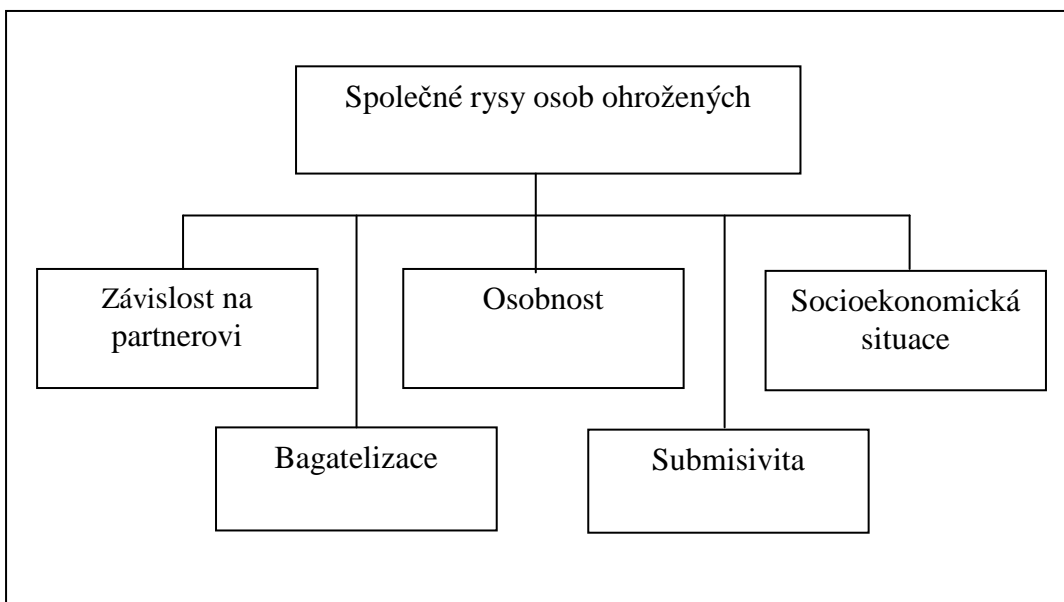 Společné rysy osob ohrožených
Závislost na
partnerovi
Osobnost
Socioekonomická
situace
Bagatelizace
Submisivita